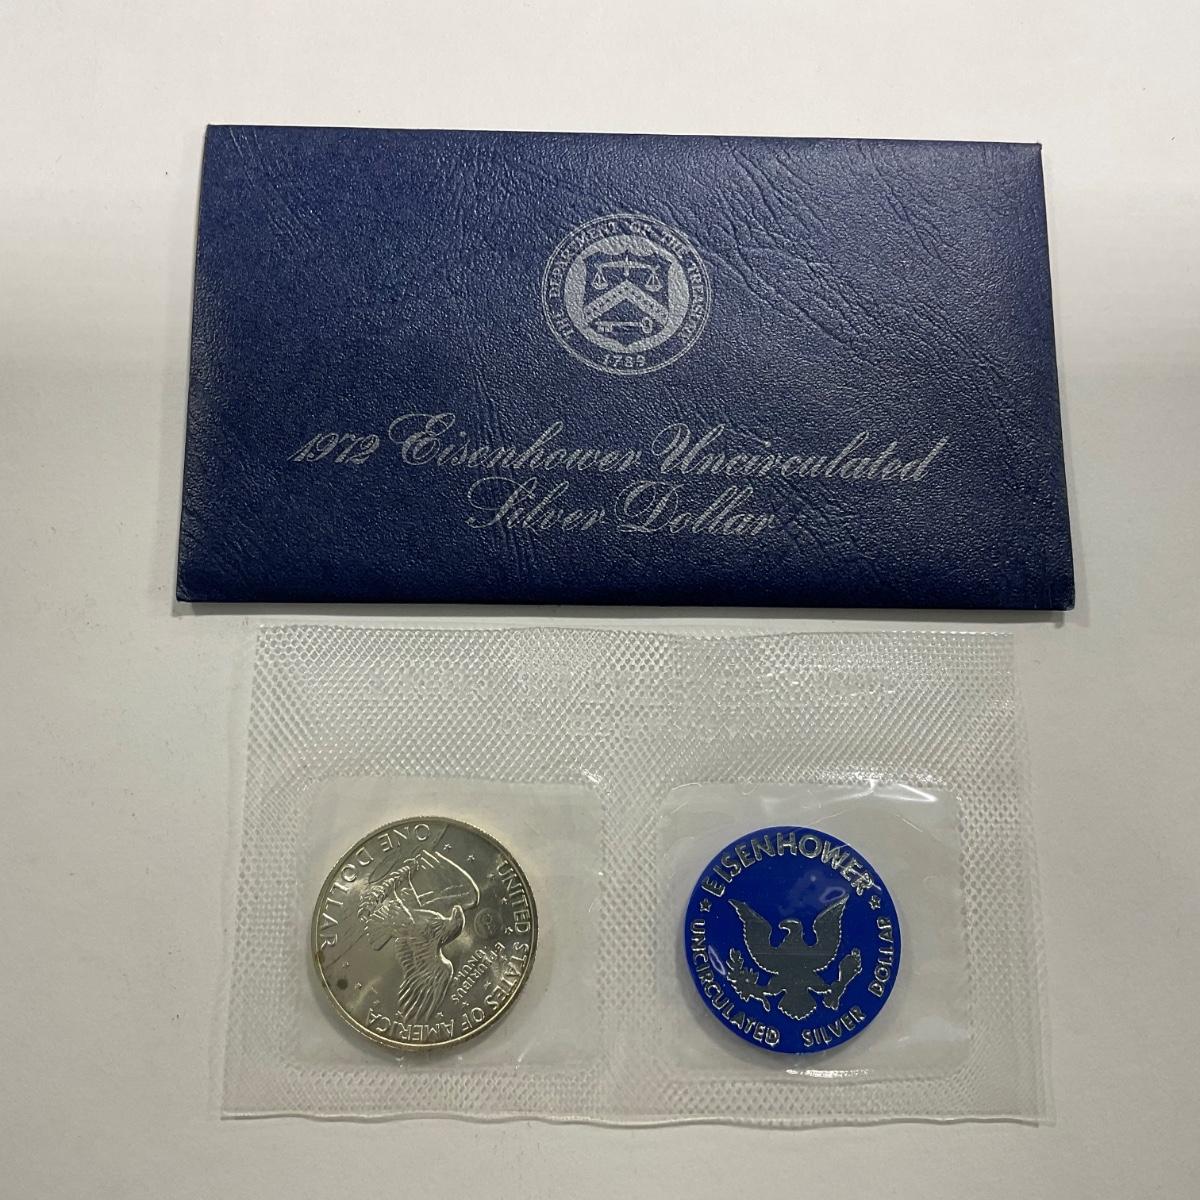 THE DEPARTMENT OF THE TREASURY
1789
1972 Eisenhower Uncirculated
Silver Dollar
UNITED STATES OF AMERICA
E PLURIBUS
UNUM
ONE DOLLAR
EISENHOWER
UNCIRCULATED SILVER DOLLAR